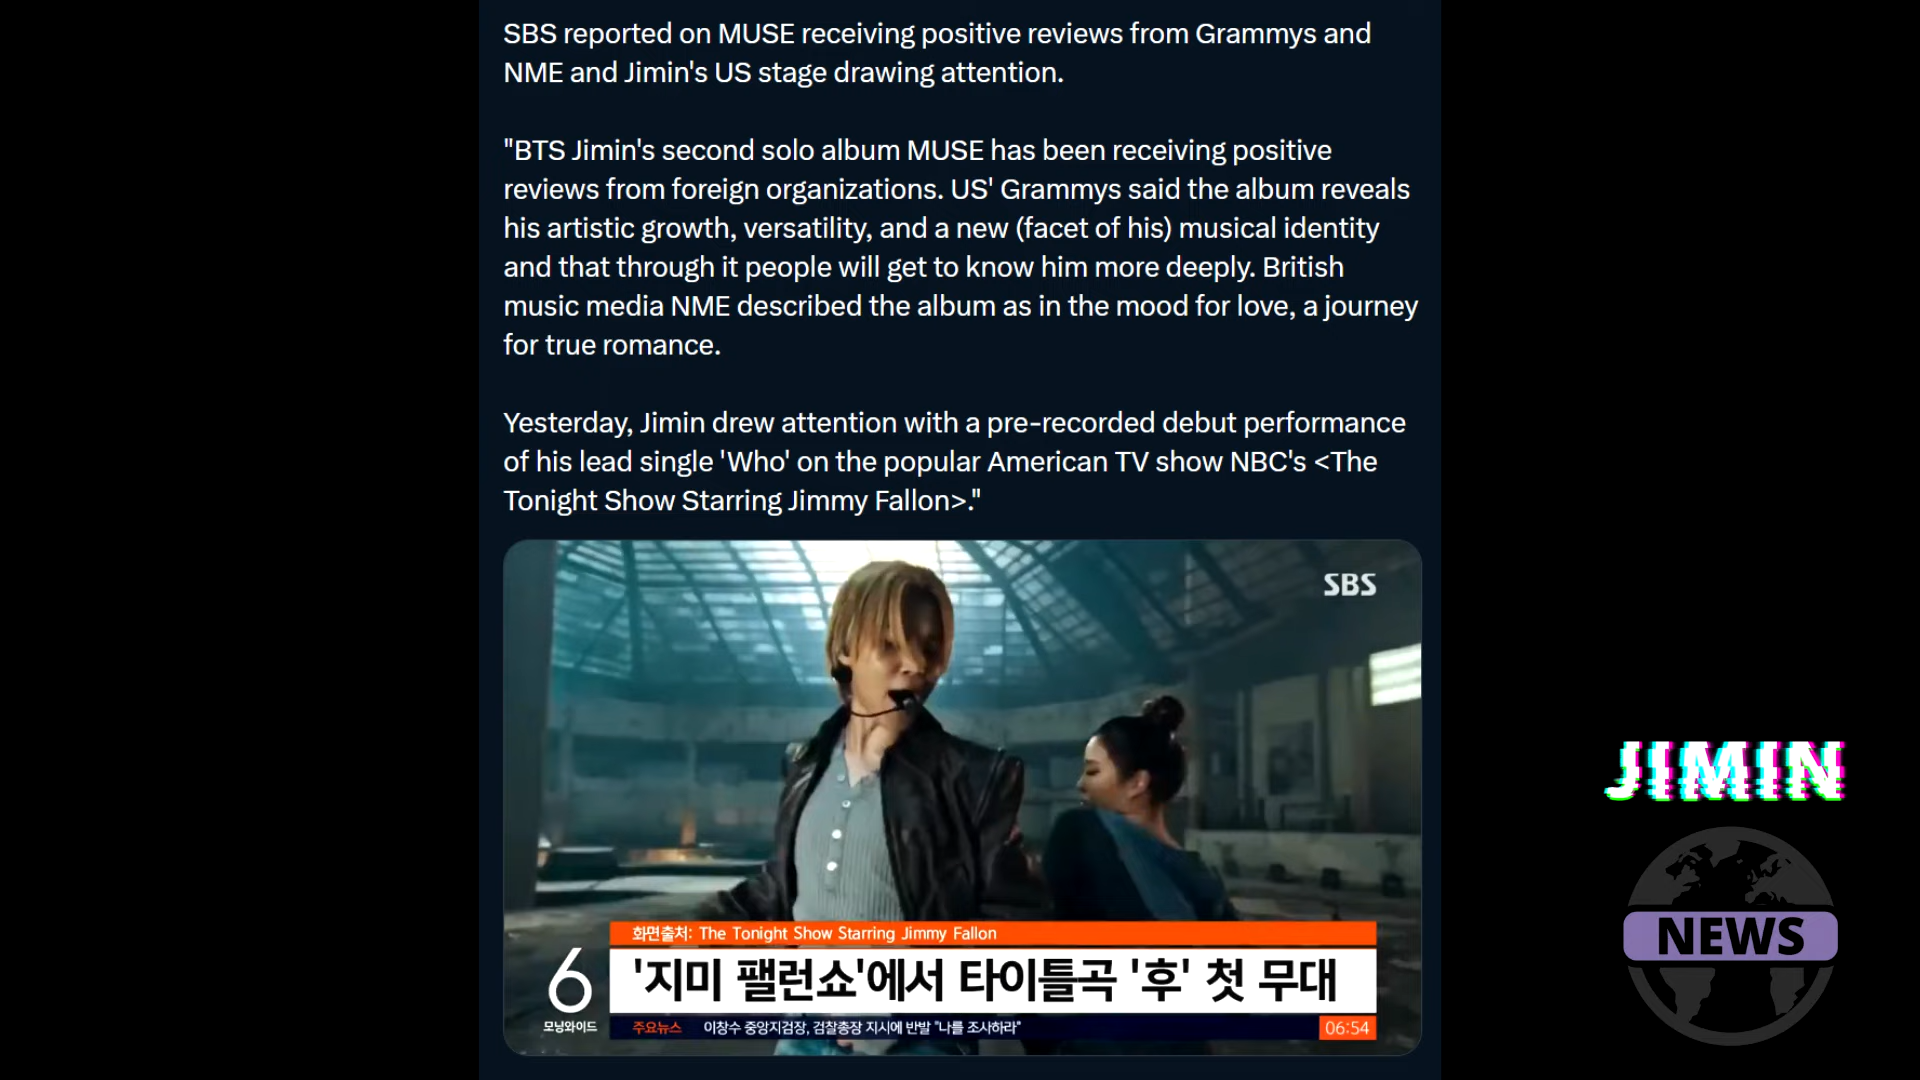 SBS reported on MUSE receiving positive reviews from Grammys and
NME and Jimin's US stage drawing attention.
"BTS Jimin's second solo album MUSE has been receiving positive
reviews from foreign organizations. US' Grammys said the album reveals
his artistic growth, versatility, and a new (facet of his) musical identity
and that through it people will get to know him more deeply. British
music media NME described the album as in the mood for love, a journey
for true romance.
Yesterday, Jimin drew attention with a pre-recorded debut performance
of his lead single 'Who' on the popular American TV show NBC's <The
Tonight Show Starring Jimmy Fallon>."
SBS
화면출처: The Tonight Show Starring Jimmy Fallon
6
모닝와이드
'지미 팰런쇼'에서 타이틀곡 '후' 첫 무대
주요뉴스 이창수 중앙지검장, 검찰총장 지시에 반발 "나를 조사하라"
06:54
JIMIN
NEWS